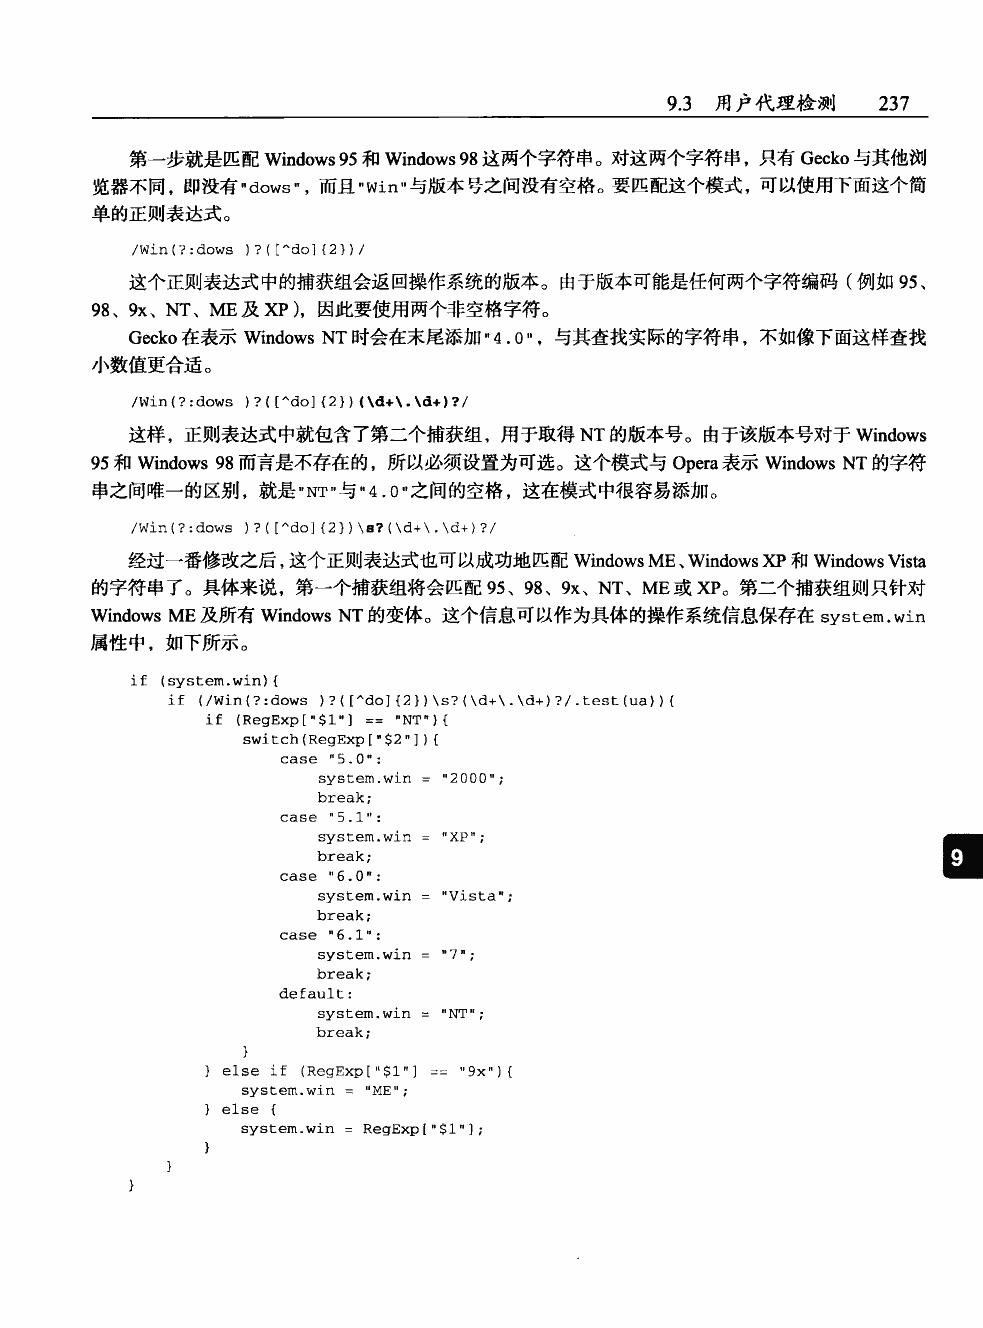 9.3 用户代理检测 237
第一步就是匹配 Windows 95 和 Windows 98 这两个字符串。对这两个字符串，只有 Gecko 与其他浏
览器不同，即没有"dows"，而且"Win"与版本号之间没有空格。要匹配这个模式，可以使用下面这个简
单的正则表达式。
/Win(?:dows )?([^do]{2})/
这个正则表达式中的捕获组会返回操作系统的版本。由于版本可能是任何两个字符编码（例如 95、
98、9x、NT、ME 及 XP），因此要使用两个非空格字符。
Gecko 在表示 Windows NT 时会在末尾添加"4.0"，与其查找实际的字符串，不如像下面这样查找
小数值更合适。
/Win(?:dows )?([^do]{2})(\d+\.\d+)?/
这样，正则表达式中就包含了第二个捕获组，用于取得 NT 的版本号。由于该版本号对于 Windows
95 和 Windows 98 而言是不存在的，所以必须设置为可选。这个模式与 Opera 表示 Windows NT 的字符
串之间唯一的区别，就是"NT"与"4.0"之间的空格，这在模式中很容易添加。
/Win(?:dows )?([^do]{2})\s?(\d+\.\d+)?/
经过一番修改之后，这个正则表达式也可以成功地匹配 Windows ME、Windows XP 和 Windows Vista
的字符串了。具体来说，第一个捕获组将会匹配 95、98、9x、NT、ME 或 XP。第二个捕获组则只针对
Windows ME 及所有 Windows NT 的变体。这个信息可以作为具体的操作系统信息保存在 system.win
属性中，如下所示。
if (system.win){
if (/Win(?:dows )?([^do]{2})\s?(\d+\.\d+)?/.test(ua)){
if (RegExp["$1"] == "NT"){
switch(RegExp["$2"]){
case "5.0":
system.win = "2000";
break;
case "5.1":
system.win = "XP";
break;
case "6.0":
system.win = "Vista";
break;
case "6.1":
system.win = "7";
break;
default:
system.win = "NT";
break;
}
} else if (RegExp["$1"] == "9x"){
system.win = "ME";
} else {
system.win = RegExp["$1"];
}
}
}
9